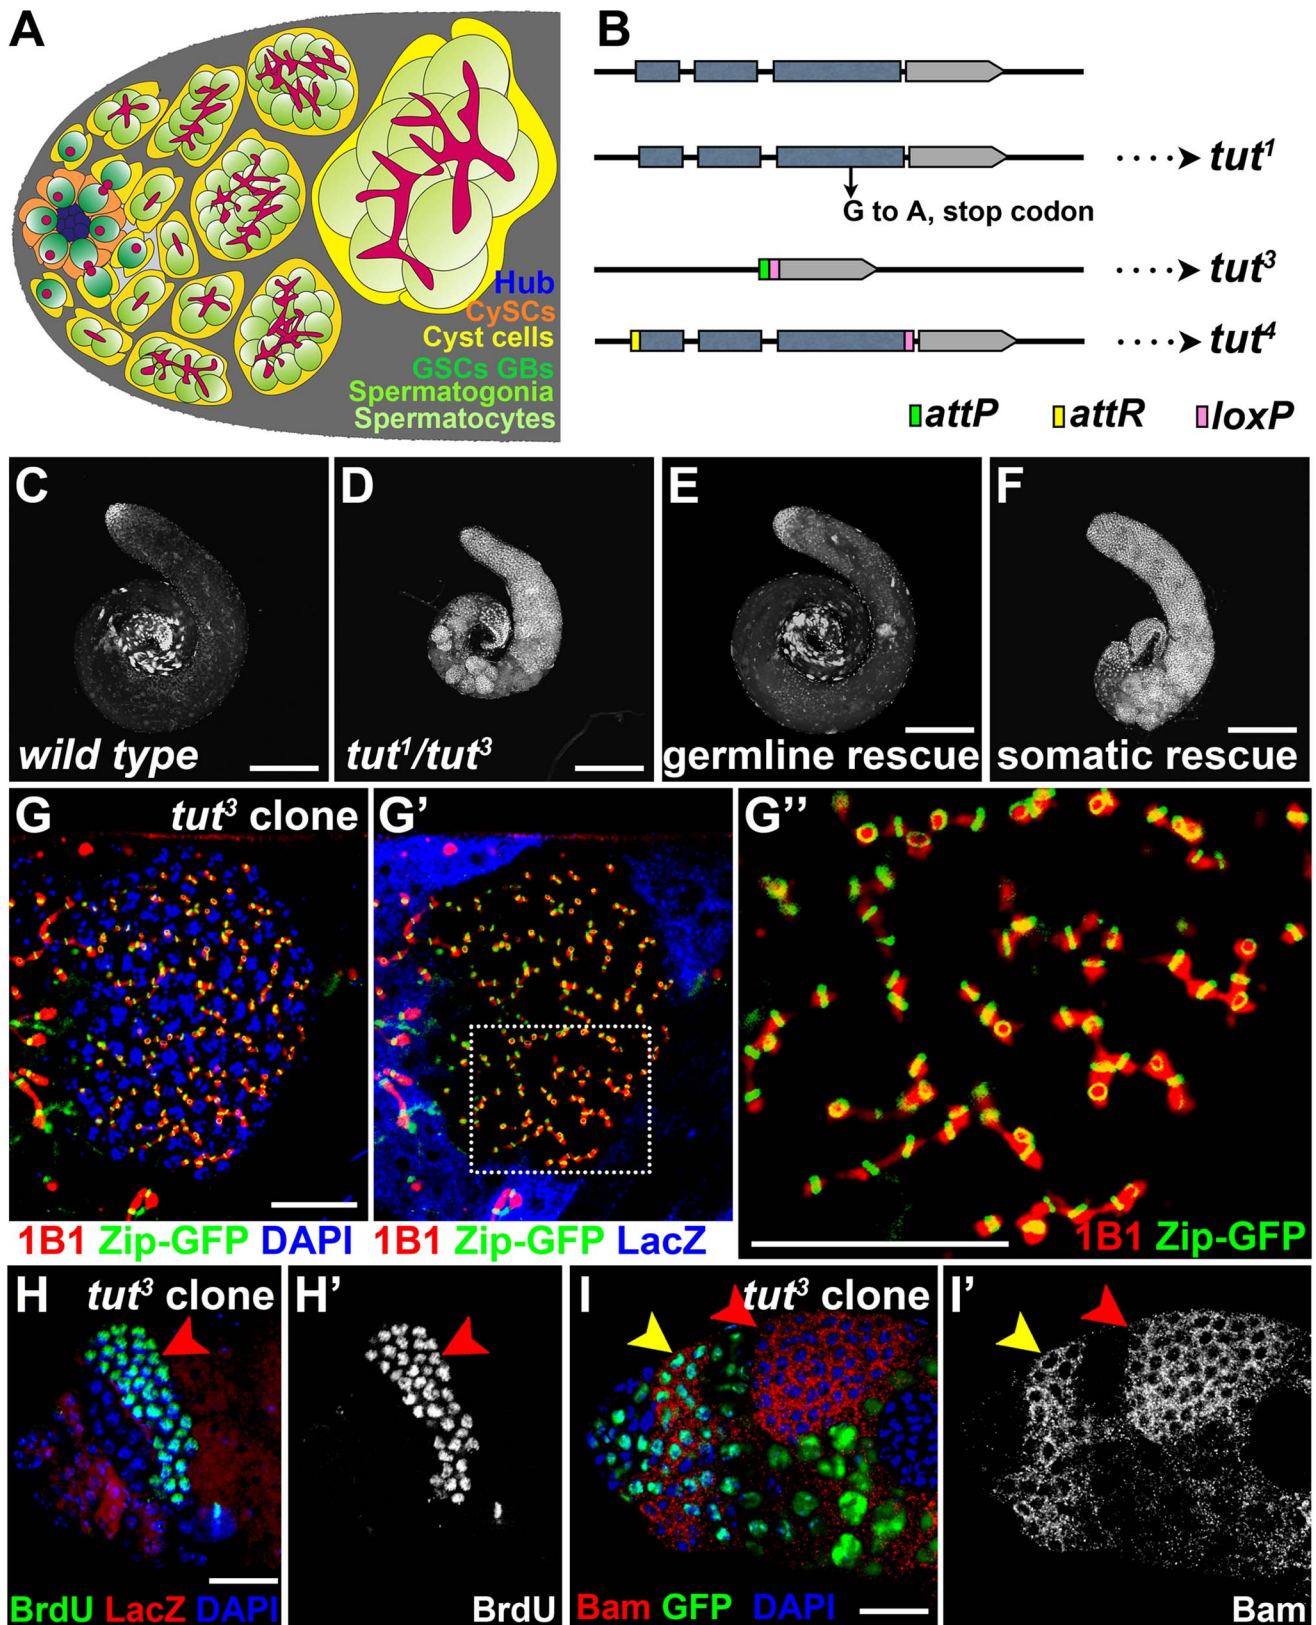 A
Hub
CySCs
Cyst cells
GSCs GBs
Spermatogonia
Spermatocytes
B
tut1
G to A, stop codon
tut3
tut4
attP attR loxP
C
wild type
D
tut1/tut3
E
germline rescue
F
somatic rescue
G tut3 clone
1B1 Zip-GFP DAPI
G’
1B1 Zip-GFP LacZ
G’’
1B1 Zip-GFP
H tut3 clone
BrdU LacZ DAPI
H’
BrdU
I tut3 clone
Bam GFP DAPI
I’
Bam